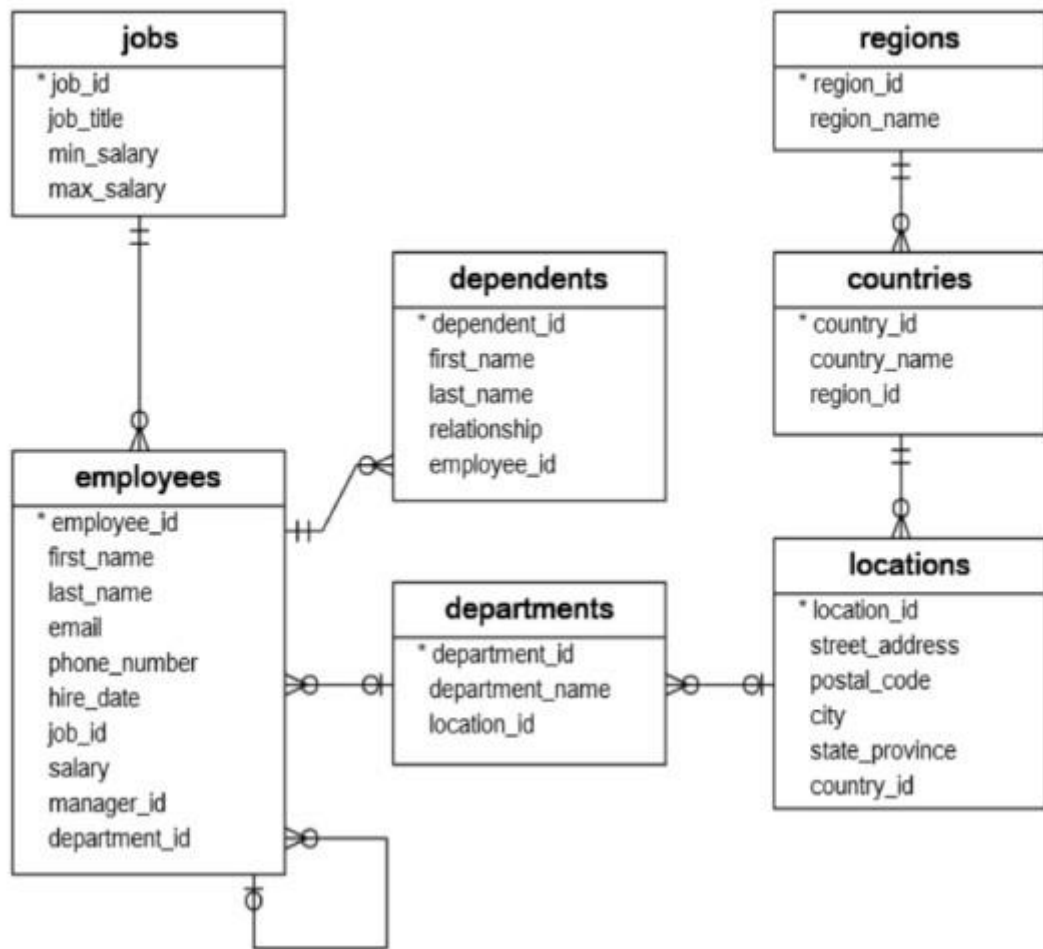 jobs
* job_id
job_title
min_salary
max_salary
regions
* region_id
region_name
dependents
* dependent_id
first_name
last_name
relationship
employee_id
countries
* country_id
country_name
region_id
employees
* employee_id
first_name
last_name
email
phone_number
hire_date
job_id
salary
manager_id
department_id
departments
* department_id
department_name
location_id
locations
* location_id
street_address
postal_code
city
state_province
country_id